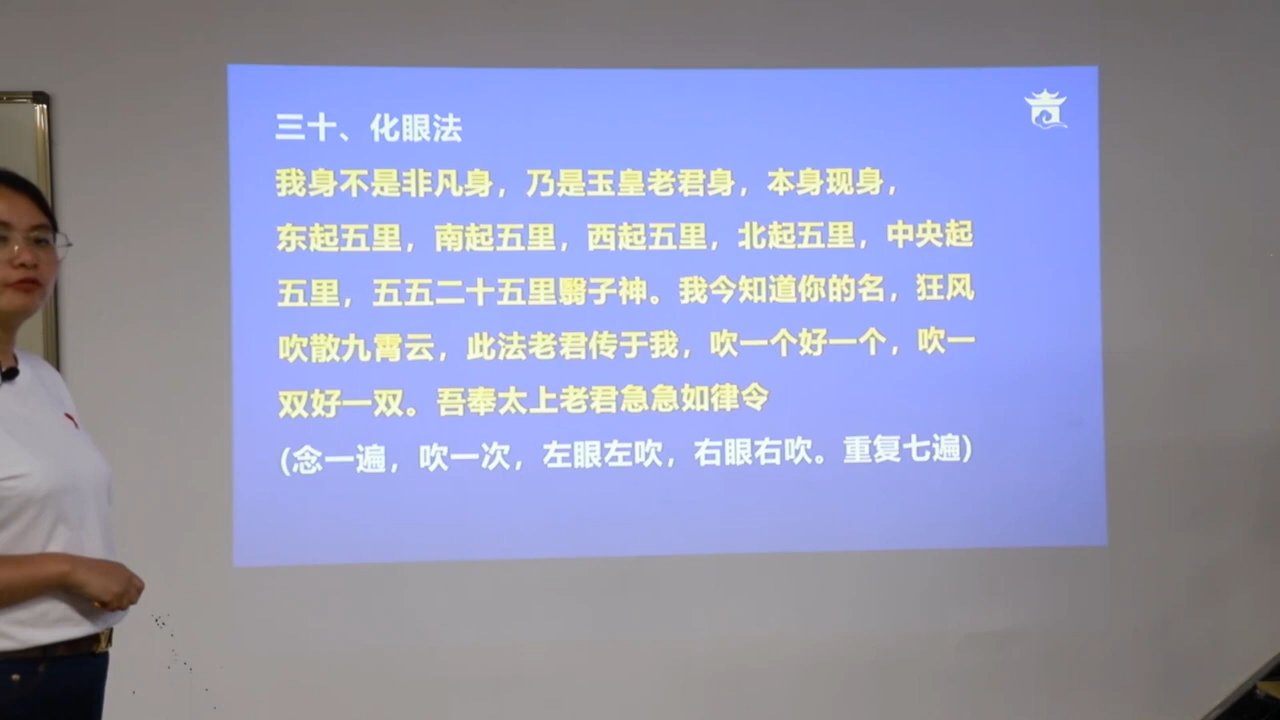 三十、化眼法
我身不是非凡身，乃是玉皇老君身，本身现身，
东起五里，南起五里，西起五里，北起五里，中央起
五里，五五二十五里翳子神。我今知道你的名，狂风
吹散九霄云，此法老君传于我，吹一个好一个，吹一
双好一双。吾奉太上老君急急如律令
(念一遍，吹一次，左眼左吹，右眼右吹。重复七遍)